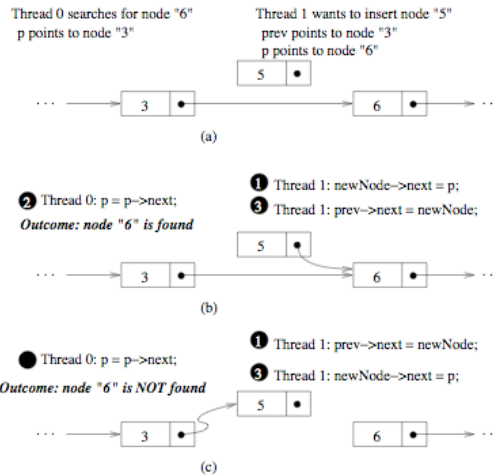 Thread 0 searches for node "6"
p points to node "3"
Thread 1 wants to insert node "5"
prev points to node "3"
p points to node "6"
5
... 3 6 ..
(a)
2 Thread 0: p = p–>next;
Outcome: node "6" is found
1 Thread 1: newNode–>next = p;
3 Thread 1: prev–>next = newNode;
5
... 3 6 ..
(b)
Thread 0: p = p–>next;
Outcome: node "6" is NOT found
1 Thread 1: prev–>next = newNode;
3 Thread 1: newNode–>next = p;
5
... 3 6 ..
(c)